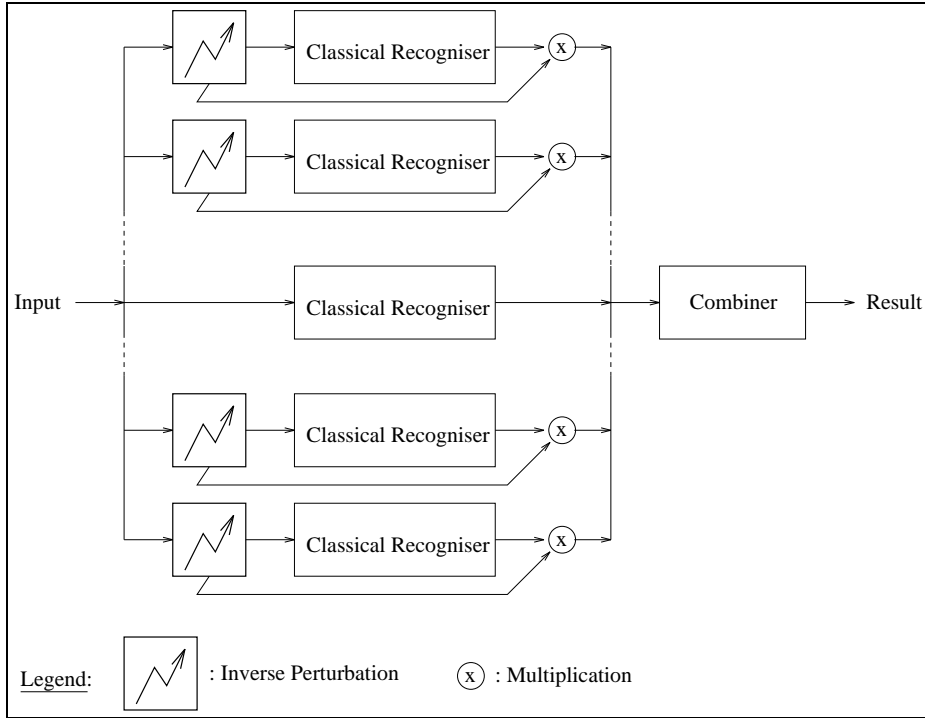 Classical Recogniser
x
Classical Recogniser
x
Input
Classical Recogniser
Combiner
Result
Classical Recogniser
x
Classical Recogniser
x
Legend:
: Inverse Perturbation
x
: Multiplication